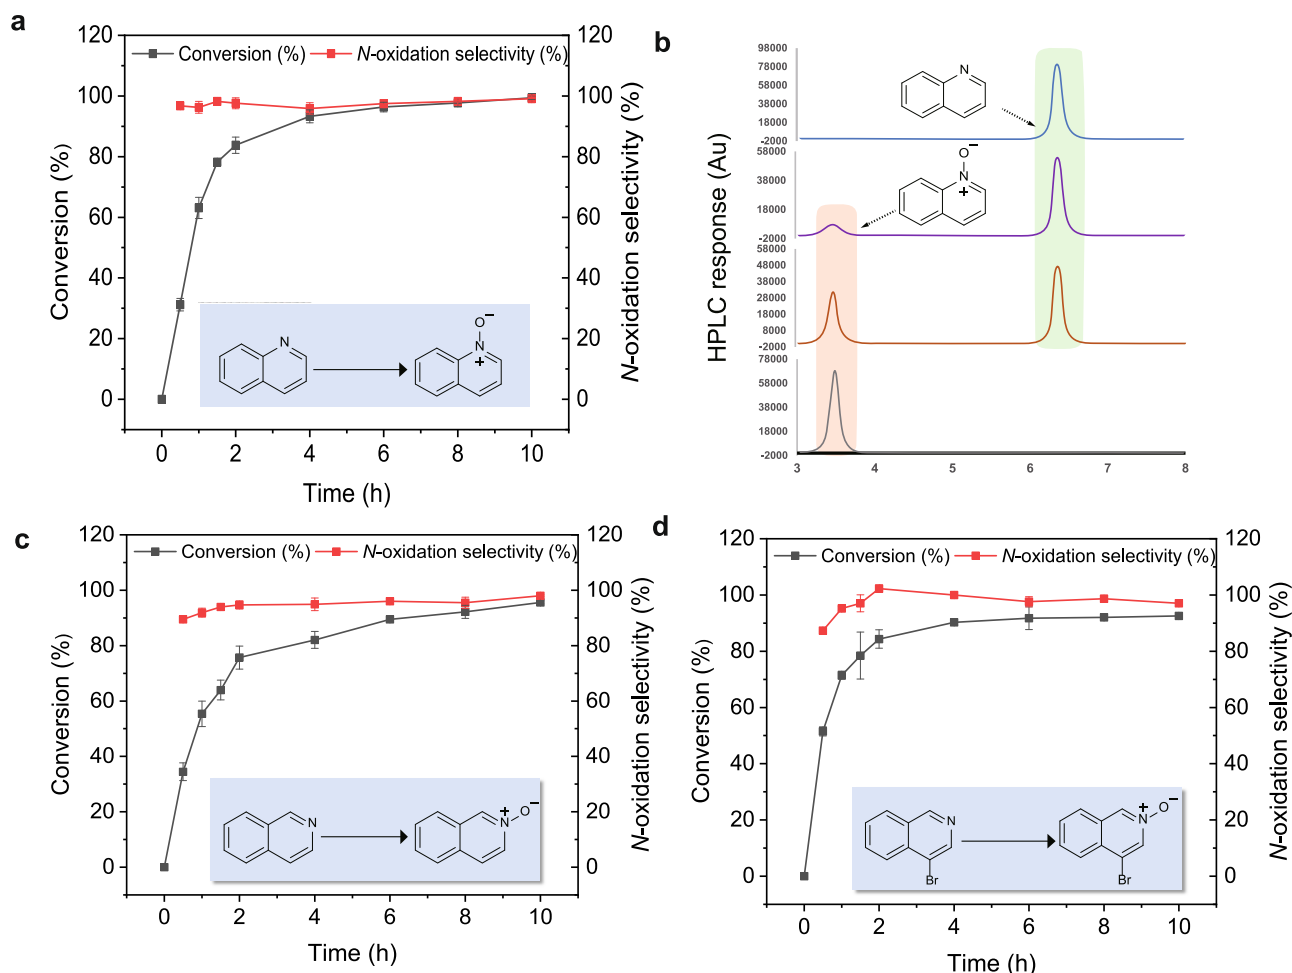 a
120
100
80
60
40
20
0
Conversion (%)
Conversion (%)
N-oxidation selectivity (%)
120
100
80
60
40
20
0
N-oxidation selectivity (%)
N
N
+
O
−
0 2 4 6 8 10
Time (h)
b
HPLC response (Au)
98000
78000
58000
38000
18000
-2000
58000
38000
18000
-2000
58000
48000
38000
28000
18000
8000
-2000
78000
58000
38000
18000
-2000
N
O
−
N
+
3 4 5 6 7 8
c
120
100
80
60
40
20
0
Conversion (%)
Conversion (%)
N-oxidation selectivity (%)
120
100
80
60
40
20
0
N-oxidation selectivity (%)
N
N
+
O
−
0 2 4 6 8 10
Time (h)
d
120
100
80
60
40
20
0
Conversion (%)
Conversion (%)
N-oxidation selectivity (%)
120
100
80
60
40
20
0
N-oxidation selectivity (%)
N
Br
N
+
O
−
Br
0 2 4 6 8 10
Time (h)